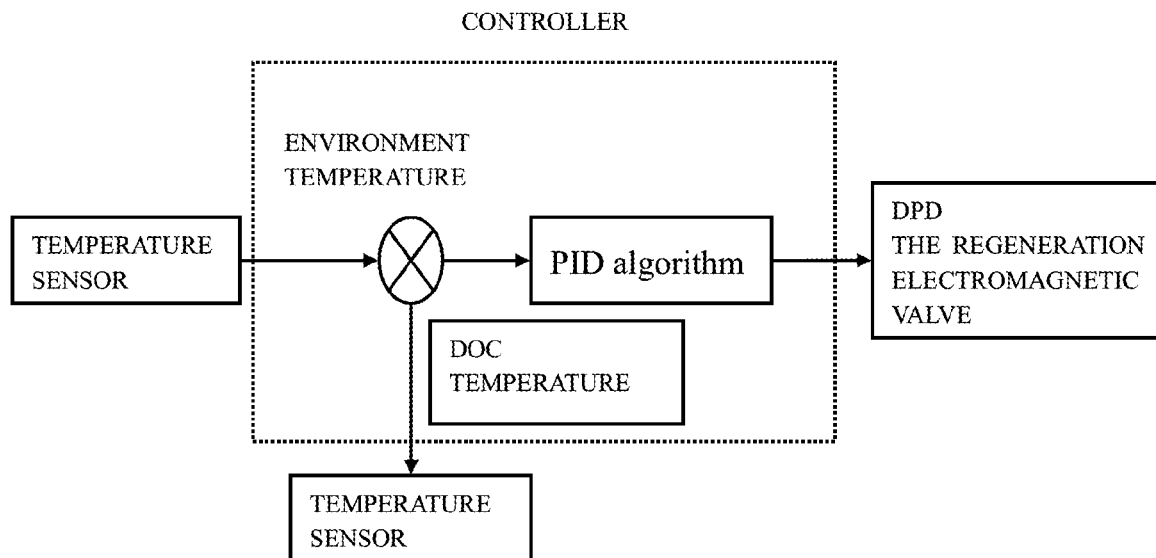 CONTROLLER
ENVIRONMENT
TEMPERATURE
TEMPERATURE
SENSOR
PID algorithm
DPD
THE REGENERATION
ELECTROMAGNETIC
VALVE
DOC
TEMPERATURE
TEMPERATURE
SENSOR